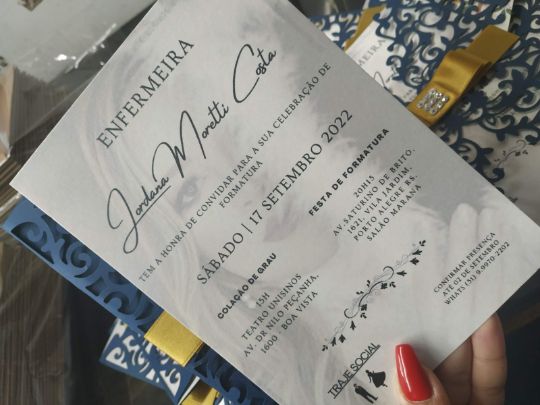 ENFERMEIRA
Jordana Moretti Costa
TEM A HONRA DE CONVIDAR PARA A SUA CELEBRAÇÃO DE
FORMATURA
SÁBADO | 17 SETEMBRO 2022
COLAÇÃO DE GRAU
15H
TEATRO UNISINOS
AV. DR NILO PEÇANHA,
1600 - BOA VISTA
FESTA DE FORMATURA
20H15
AV SATURINO DE BRITO,
1621, VILA JARDIM,
PORTO ALEGRE RS
SALÃO MARAPÁ
CONFIRMAR PRESENÇA
ATÉ 02 DE SETEMBRO
WHATS (51) 9 9970 2202
TRAJE SOCIAL